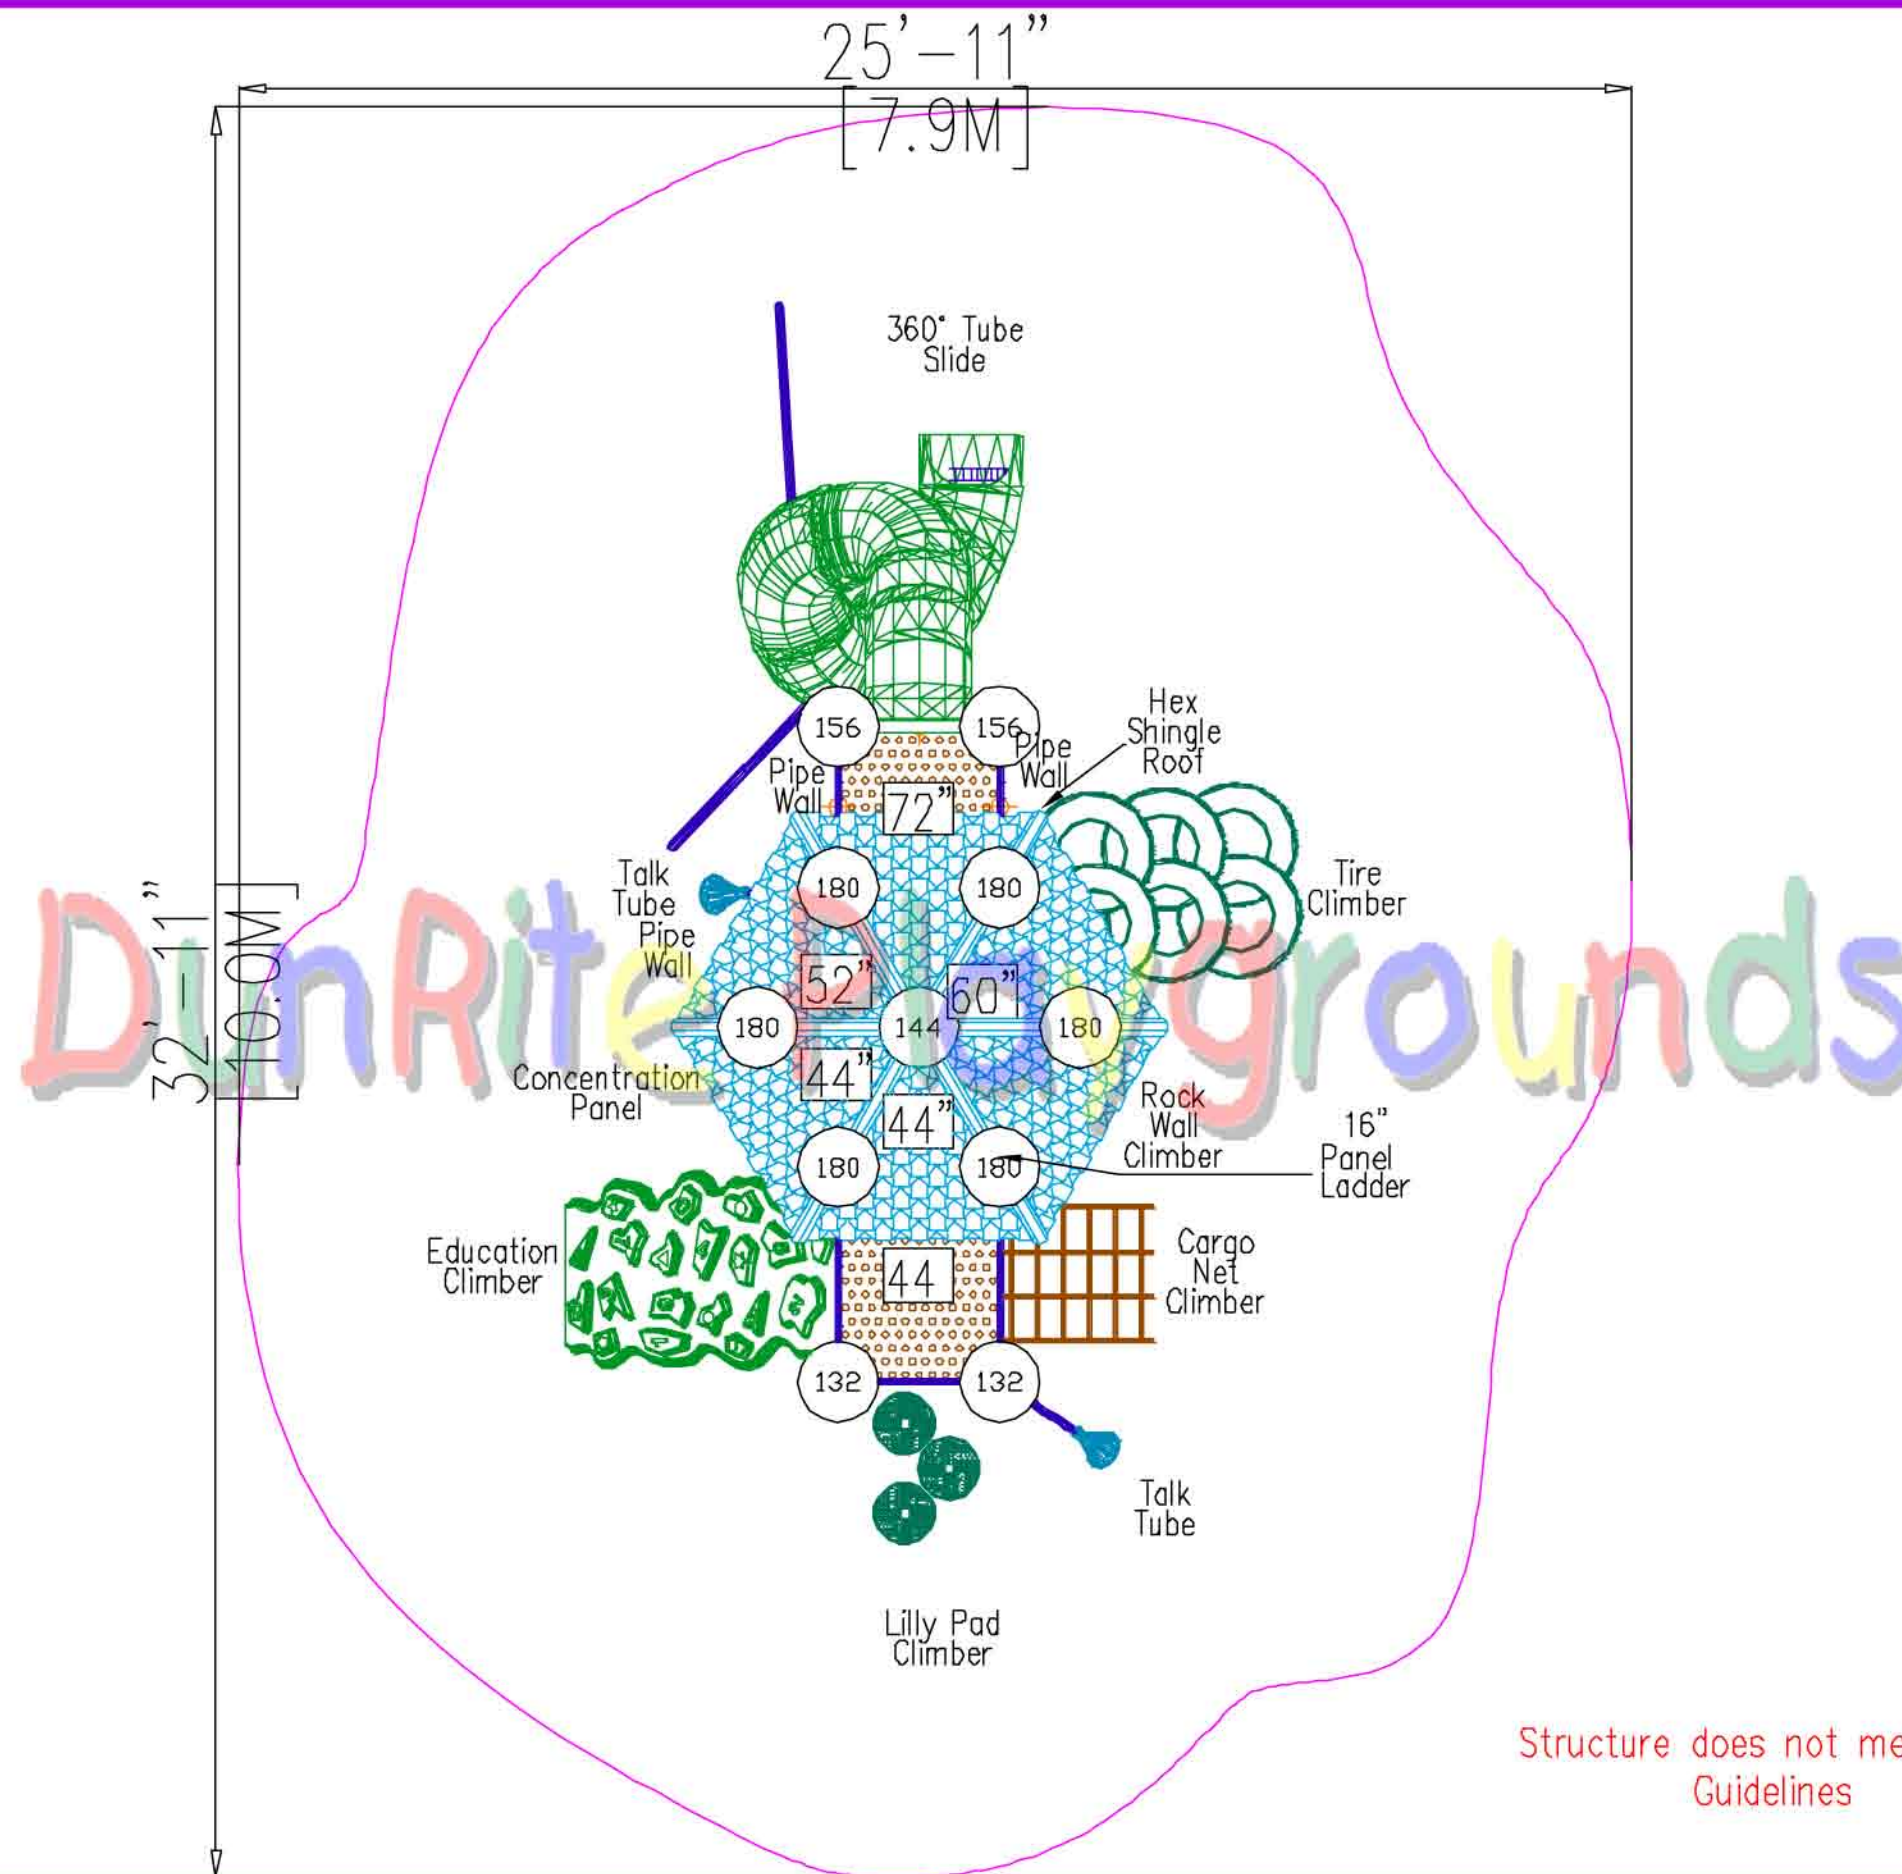 25'-11"
[7.9M]
360° Tube
Slide
156
156
Hex
Shingle
Roof
Pipe
Wall
Pipe
Wall
72"
Talk
Tube
180
180
Tire
Climber
Pipe
Wall
DunRite Playgrounds
32'-11"
[10.0M]
52"
60"
180
144
180
Concentration
Panel
44"
44"
Rock
Wall
Climber
16"
Panel
Ladder
180
180
Education
Climber
44
Cargo
Net
Climber
132
132
Talk
Tube
Lilly Pad
Climber
Structure does not me
Guidelines